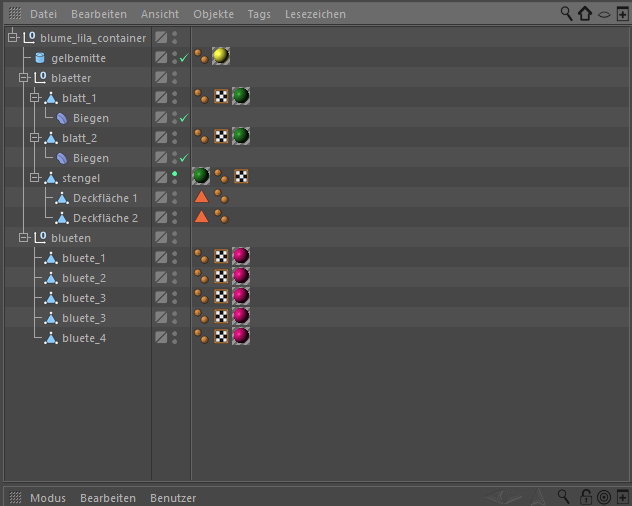 Datei Bearbeiten Ansicht Objekte Tags Lesezeichen
blume_lila_container
gelbemitte
blaetter
blatt_1
Biegen
blatt_2
Biegen
stengel
Deckfläche 1
Deckfläche 2
blueten
bluete_1
bluete_2
bluete_3
bluete_3
bluete_4
Modus Bearbeiten Benutzer